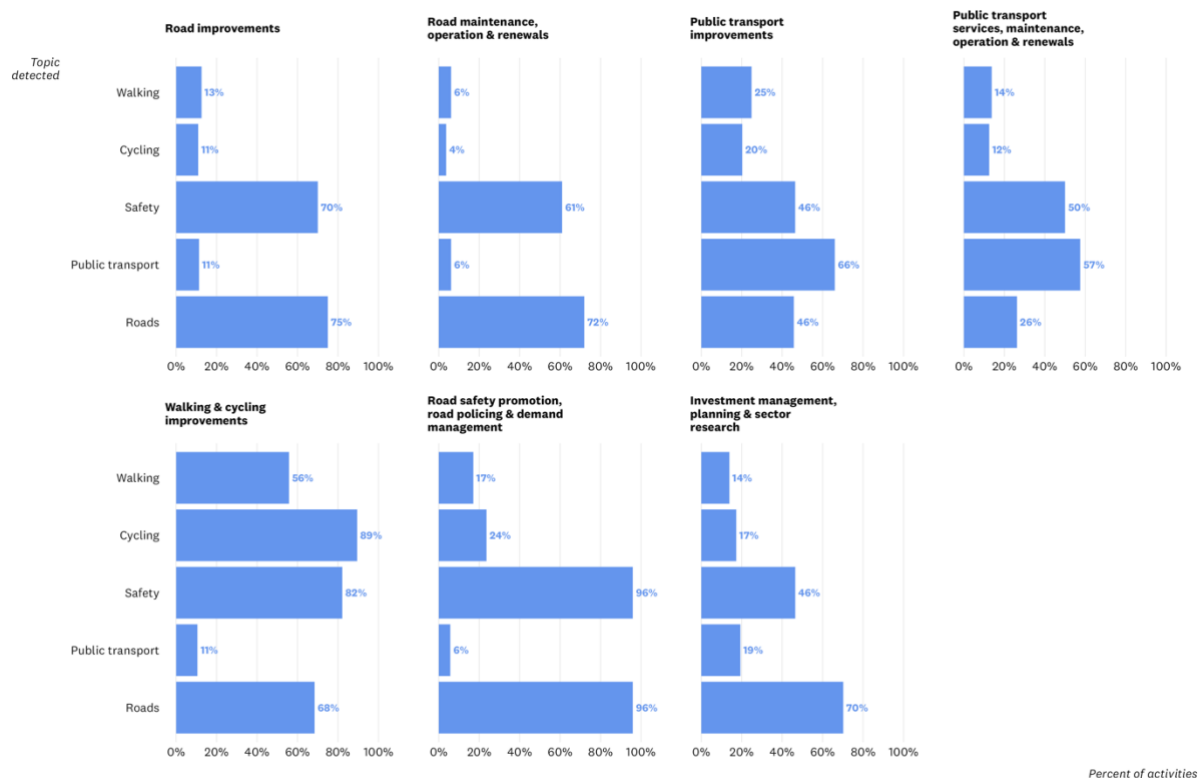 Road improvements
Road maintenance,
operation & renewals
Public transport
improvements
Public transport
services, maintenance,
operation & renewals
Topic
detected
Walking
13%
6%
25%
14%
Cycling
11%
4%
20%
12%
Safety
70%
61%
46%
50%
Public transport
11%
6%
66%
57%
Roads
75%
72%
46%
26%
0% 20% 40% 60% 80% 100%
0% 20% 40% 60% 80% 100%
0% 20% 40% 60% 80% 100%
0% 20% 40% 60% 80% 100%
Walking & cycling
improvements
Road safety promotion,
road policing & demand
management
Investment management,
planning & sector
research
Walking
56%
17%
14%
Cycling
89%
24%
17%
Safety
82%
96%
46%
Public transport
11%
6%
19%
Roads
68%
96%
70%
0% 20% 40% 60% 80% 100%
0% 20% 40% 60% 80% 100%
0% 20% 40% 60% 80% 100%
Percent of activities